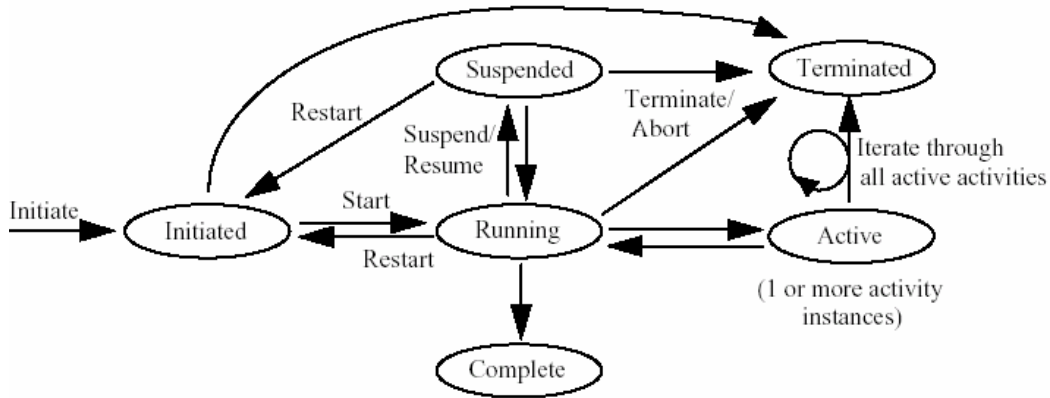 Suspended
Terminated
Restart
Suspend/
Resume
Terminate/
Abort
Iterate through
all active activities
Initiate
Initiated
Start
Restart
Running
Active
(1 or more activity
instances)
Complete